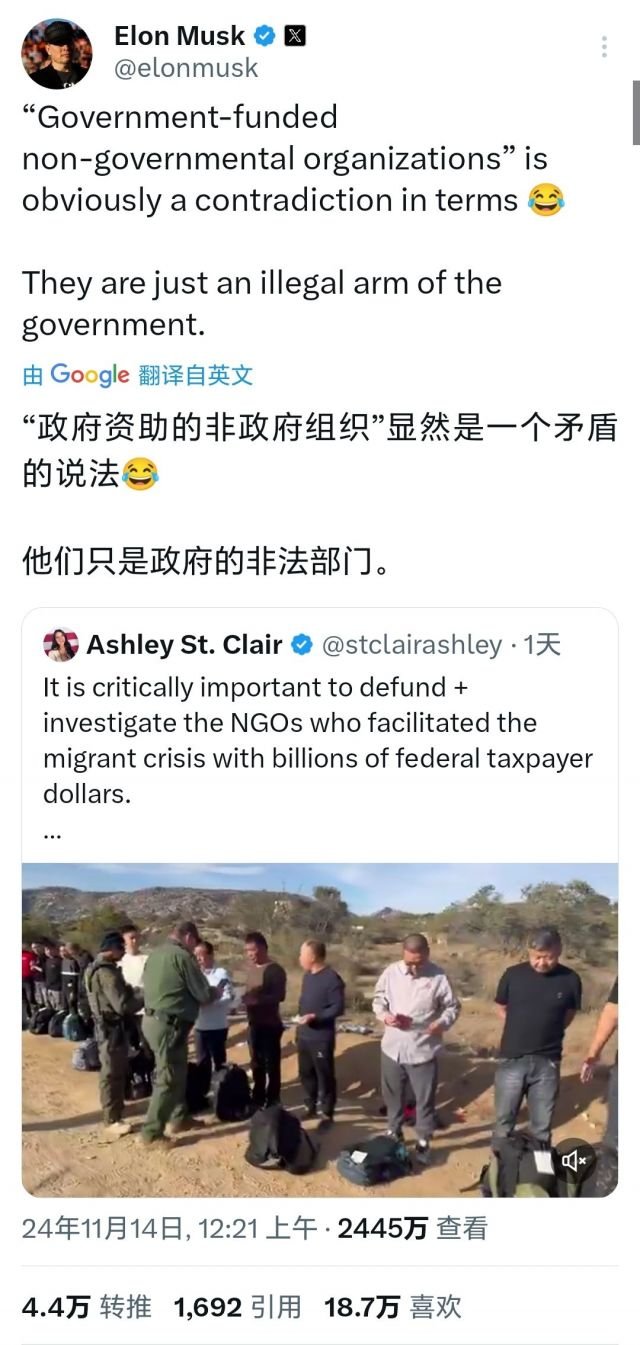 Elon Musk
@elonmusk
“Government-funded
non-governmental organizations” is
obviously a contradiction in terms 😂
They are just an illegal arm of the
government.
由 Google 翻译自英文
“政府资助的非政府组织”显然是一个矛盾
的说法😂
他们只是政府的非法部门。
Ashley St. Clair @stclairashley · 1天
It is critically important to defund +
investigate the NGOs who facilitated the
migrant crisis with billions of federal taxpayer
dollars.
...
24年11月14日, 12:21 上午 · 2445万 查看
4.4万 转推 1,692 引用 18.7万 喜欢